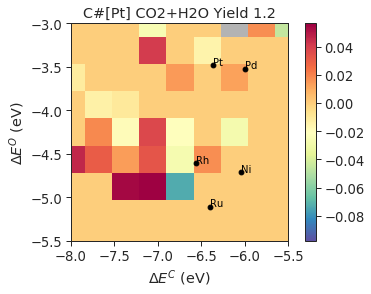 C#[Pt] CO2+H2O Yield 1.2
−3.0
−3.5
−4.0
−4.5
−5.0
−5.5
ΔE^O (eV)
Pt
Pd
Rh
Ni
Ru
−8.0 −7.5 −7.0 −6.5 −6.0 −5.5
ΔE^C (eV)
0.04
0.02
0.00
−0.02
−0.04
−0.06
−0.08